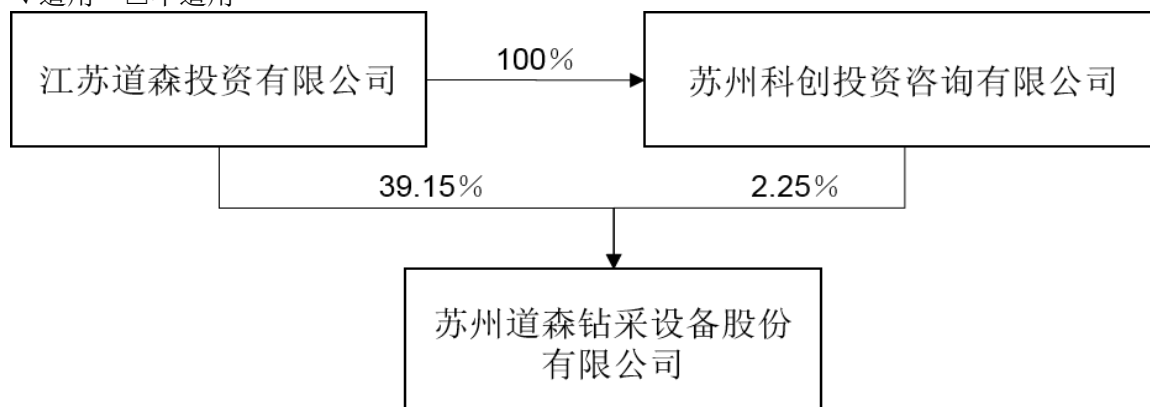 江苏道森投资有限公司
100%
苏州科创投资咨询有限公司
39.15%
2.25%
苏州道森钻采设备股份
有限公司